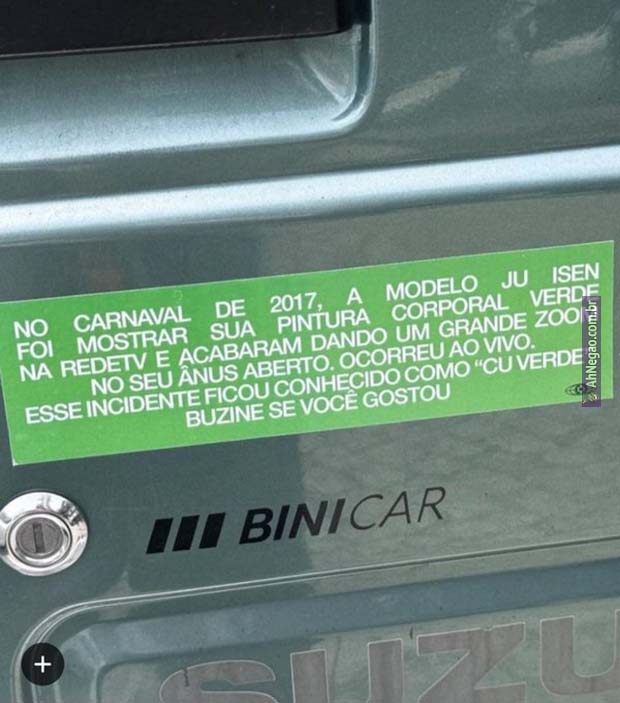 NO CARNAVAL DE 2017, A MODELO JU ISEN
FOI MOSTRAR SUA PINTURA CORPORAL VERDE
NA REDETV E ACABARAM DANDO UM GRANDE ZOOM
NO SEU ÂNUS ABERTO. OCORREU AO VIVO.
ESSE INCIDENTE FICOU CONHECIDO COMO “CU VERDE”
BUZINE SE VOCÊ GOSTOU
AhNegao.com.br
BINICAR
SUZU